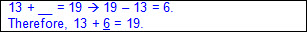 13 + __ = 19 → 19 – 13 = 6.
Therefore, 13 + 6 = 19.